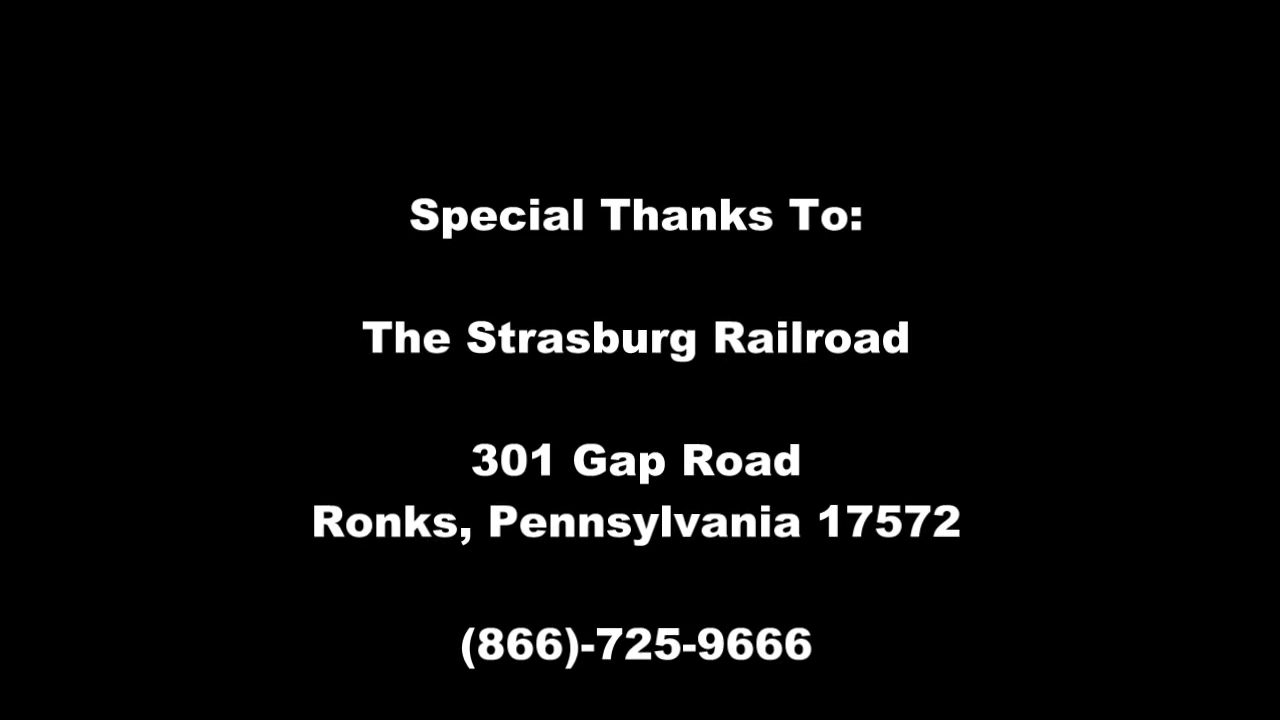 Special Thanks To:
The Strasburg Railroad
301 Gap Road
Ronks, Pennsylvania 17572
(866)-725-9666